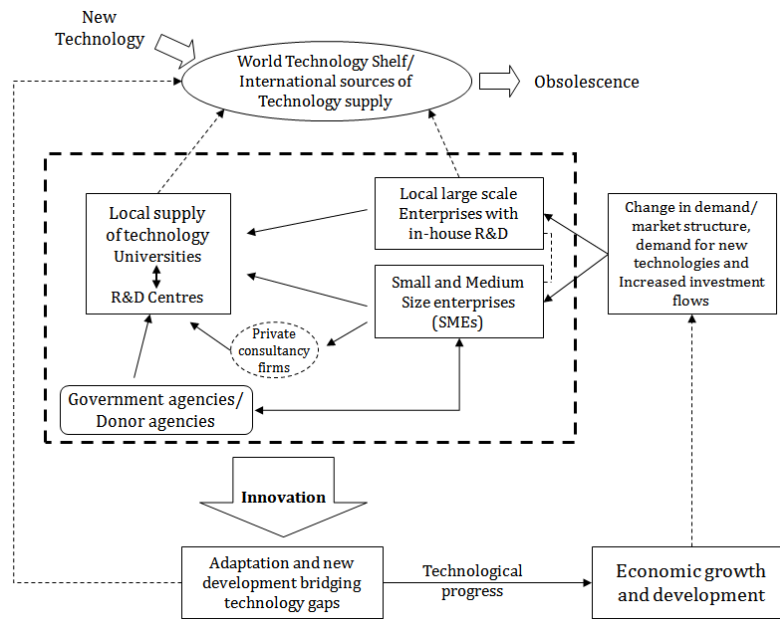 New
Technology
World Technology Shelf/
International sources of
Technology supply
Obsolescence
Local supply
of technology
Universities
R&D Centres
Local large scale
Enterprises with
in-house R&D
Small and Medium
Size enterprises
(SMEs)
Change in demand/
market structure,
demand for new
technologies and
Increased investment
flows
Private
consultancy
firms
Government agencies/
Donor agencies
Innovation
Adaptation and new
development bridging
technology gaps
Technological
progress
Economic growth
and development